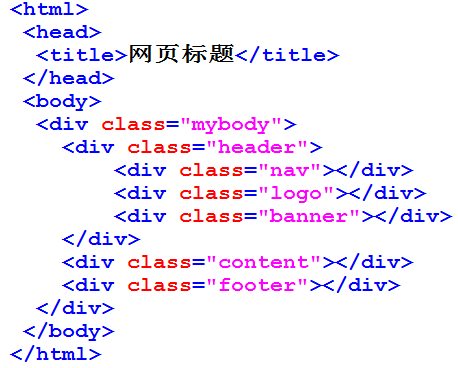 <html>
<head>
<title>网页标题</title>
</head>
<body>
<div class="mybody">
<div class="header">
<div class="nav"></div>
<div class="logo"></div>
<div class="banner"></div>
</div>
<div class="content"></div>
<div class="footer"></div>
</div>
</body>
</html>